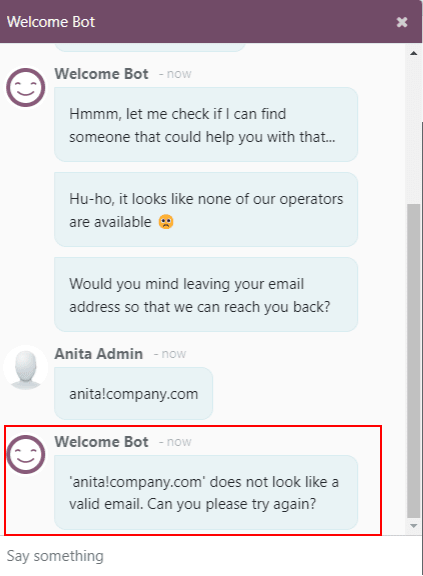 Welcome Bot
Welcome Bot - now
Hmmm, let me check if I can find
someone that could help you with that...
Hu-ho, it looks like none of our operators
are available 😟
Would you mind leaving your email
address so that we can reach you back?
Anita Admin - now
anita!company.com
Welcome Bot - now
'anita!company.com' does not look like a
valid email. Can you please try again?
Say something